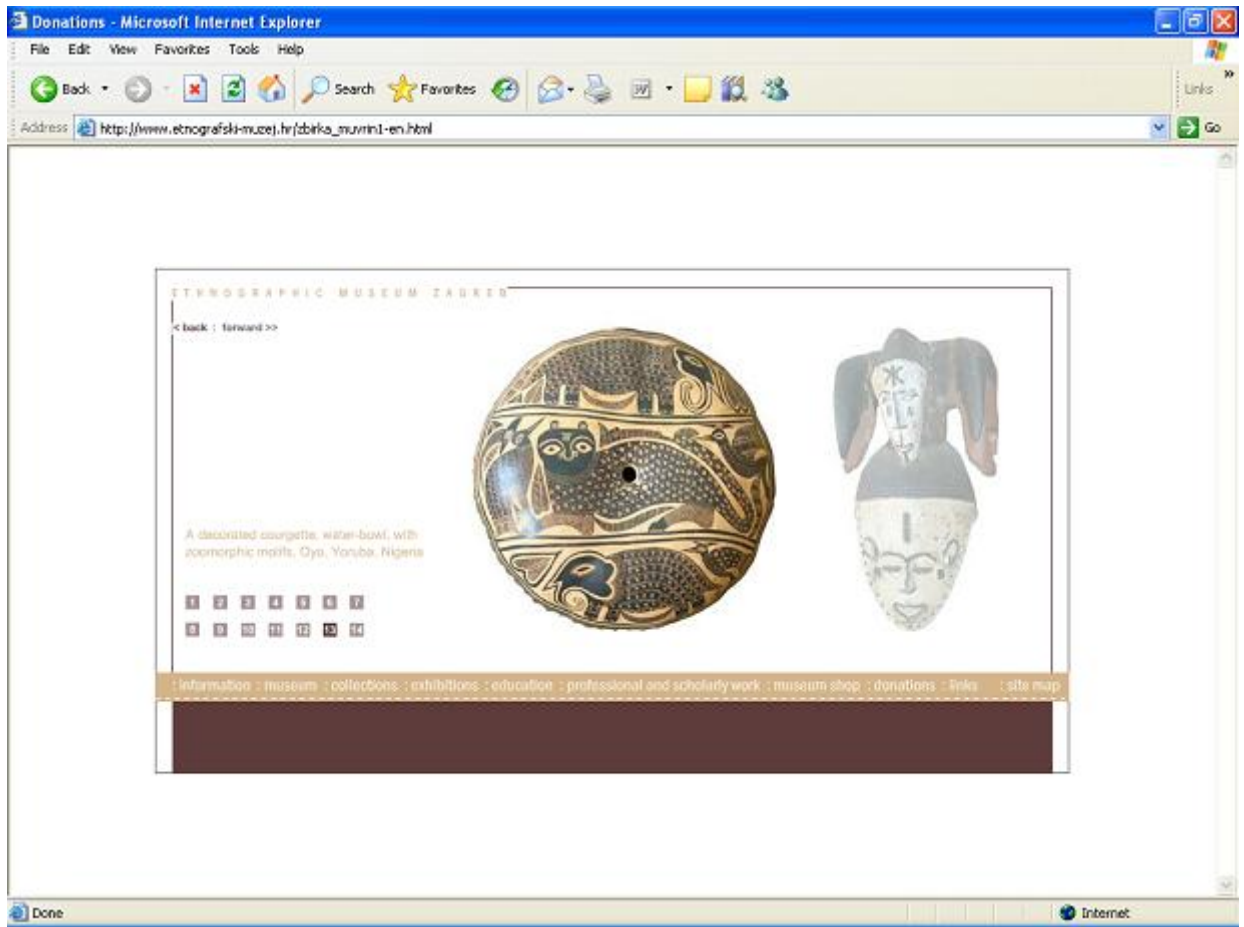 Donations - Microsoft Internet Explorer
File Edit View Favorites Tools Help
Back Search Favorites
Links
Address http://www.etnografski-muzej.hr/zbirka_muvrin1-en.html Go
ETHNOGRAPHIC MUSEUM ZAGREB
< back : forward >>
A decorated courgette, water-bowl, with
zoomorphic motifs, Oyo, Yoruba, Nigeria
1 2 3 4 5 6 7
8 9 10 11 12 13 14
: information : museum : collections : exhibitions : education : professional and scholarly work : museum shop : donations : links : site map
Done Internet